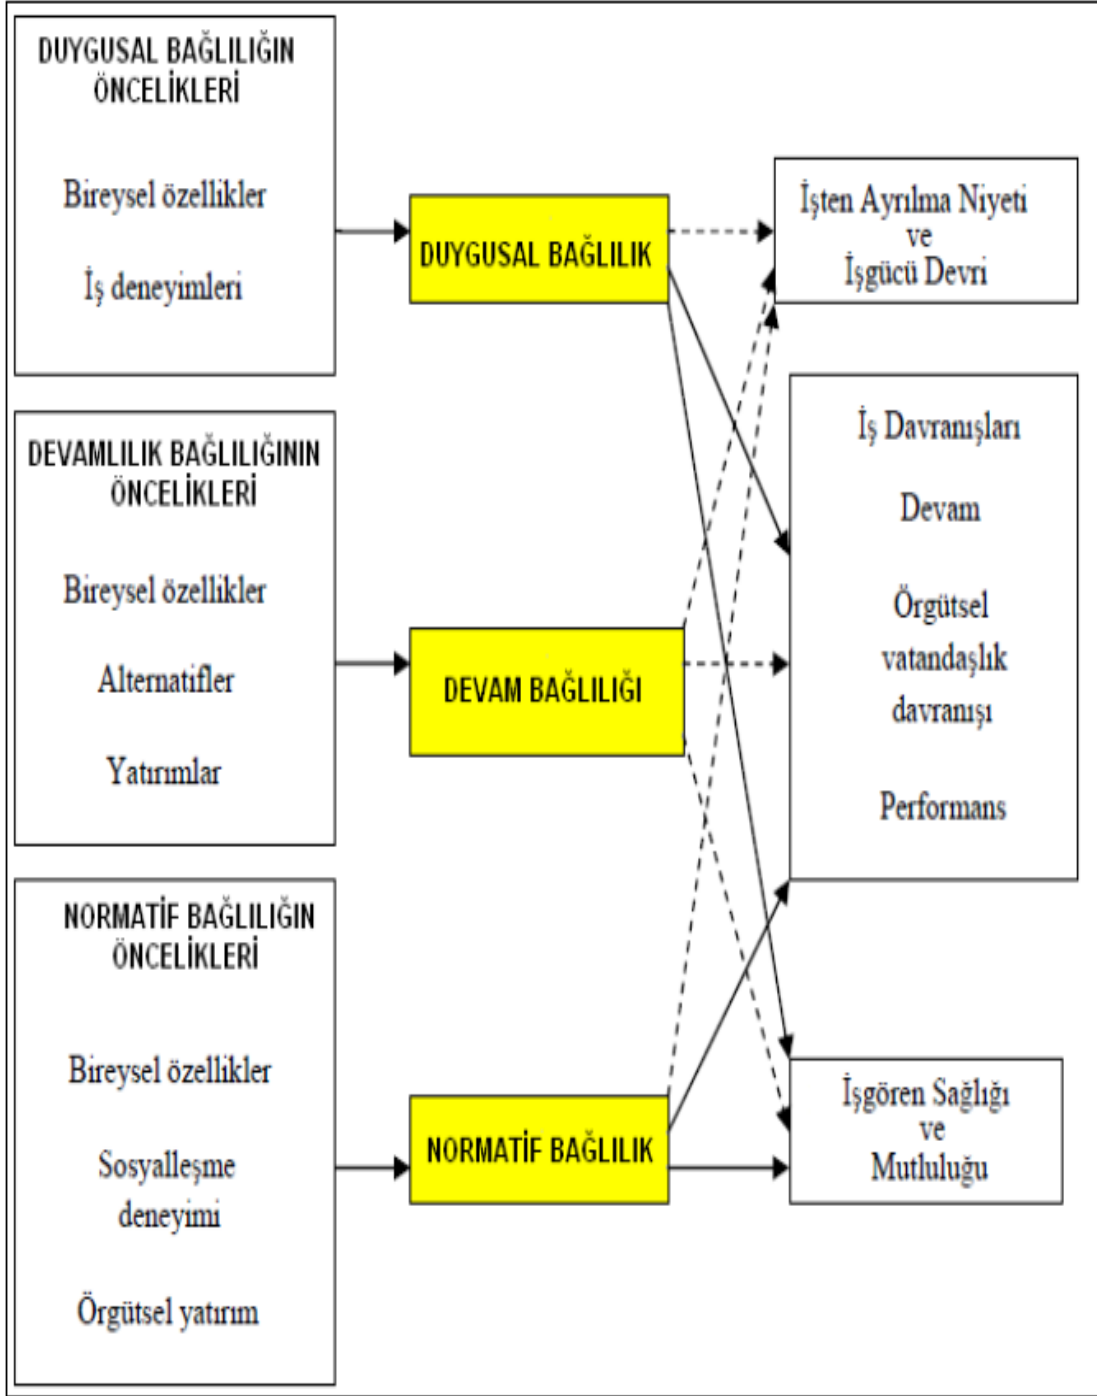 DUYGUSAL BAĞLILIĞIN
ÖNCELİKLERİ
Bireysel özellikler
İş deneyimleri
DEVAMLILIK BAĞLILIĞININ
ÖNCELİKLERİ
Bireysel özellikler
Alternatifler
Yatırımlar
NORMATİF BAĞLILIĞIN
ÖNCELİKLERİ
Bireysel özellikler
Sosyalleşme
deneyimi
Örgütsel yatırım
DUYGUSAL BAĞLILIK
DEVAM BAĞLILIĞI
NORMATİF BAĞLILIK
İşten Ayrılma Niyeti
ve
İşgücü Devri
İş Davranışları
Devam
Örgütsel
vatandaşlık
davranışı
Performans
İşgören Sağlığı
ve
Mutluluğu